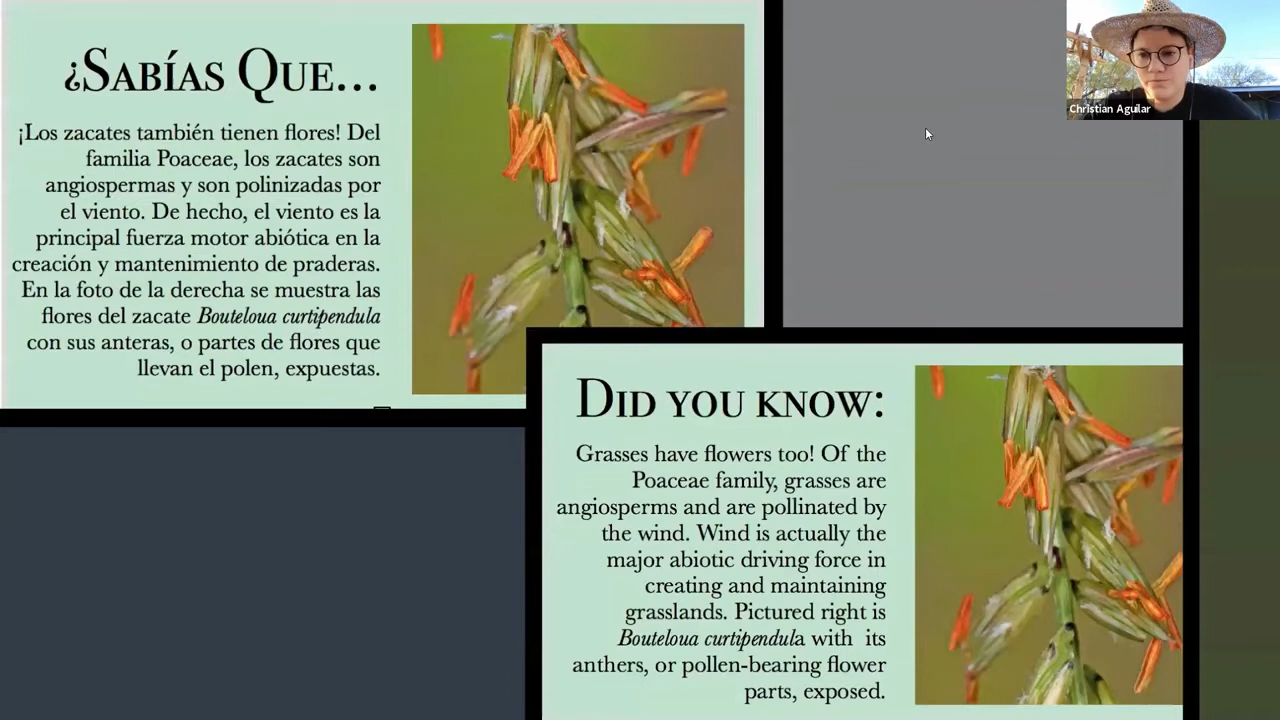 ¿Sabías Que...
¡Los zacates también tienen flores! Del
familia Poaceae, los zacates son
angiospermas y son polinizadas por
el viento. De hecho, el viento es la
principal fuerza motor abiótica en la
creación y mantenimiento de praderas.
En la foto de la derecha se muestra las
flores del zacate Bouteloua curtipendula
con sus anteras, o partes de flores que
llevan el polen, expuestas.
Christian Aguilar
Did you know:
Grasses have flowers too! Of the
Poaceae family, grasses are
angiosperms and are pollinated by
the wind. Wind is actually the
major abiotic driving force in
creating and maintaining
grasslands. Pictured right is
Bouteloua curtipendula with its
anthers, or pollen-bearing flower
parts, exposed.